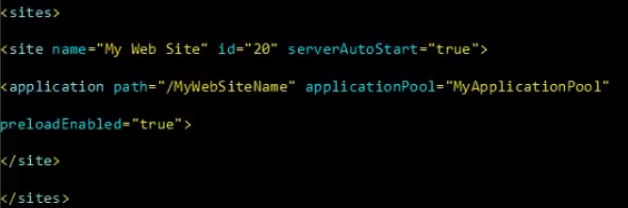 <sites>
<site name="My Web Site" id="20" serverAutoStart="true">
<application path="/MyWebSiteName" applicationPool="MyApplicationPool"
preloadEnabled="true">
</site>
</sites>